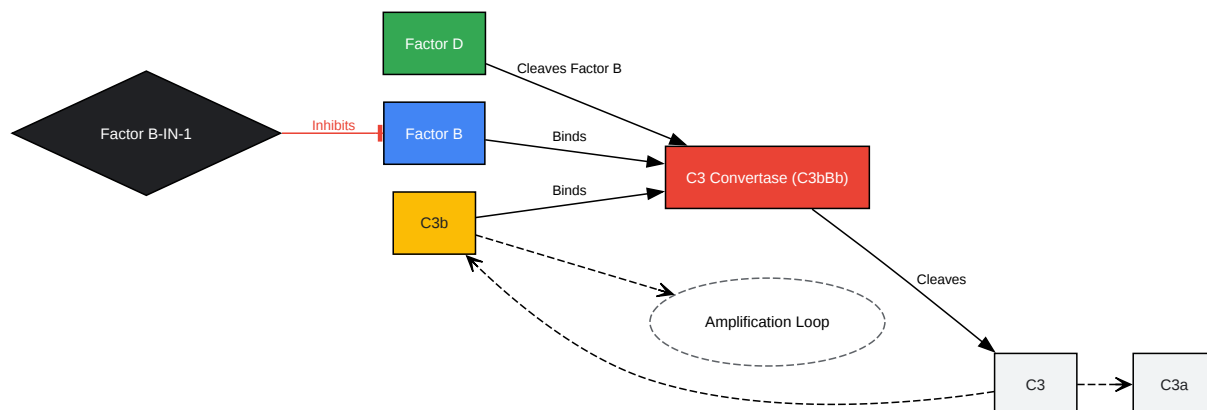 Factor D
Cleaves Factor B
Factor B-IN-1
Inhibits
Factor B
Binds
C3 Convertase (C3bBb)
Binds
C3b
Cleaves
Amplification Loop
C3
C3a